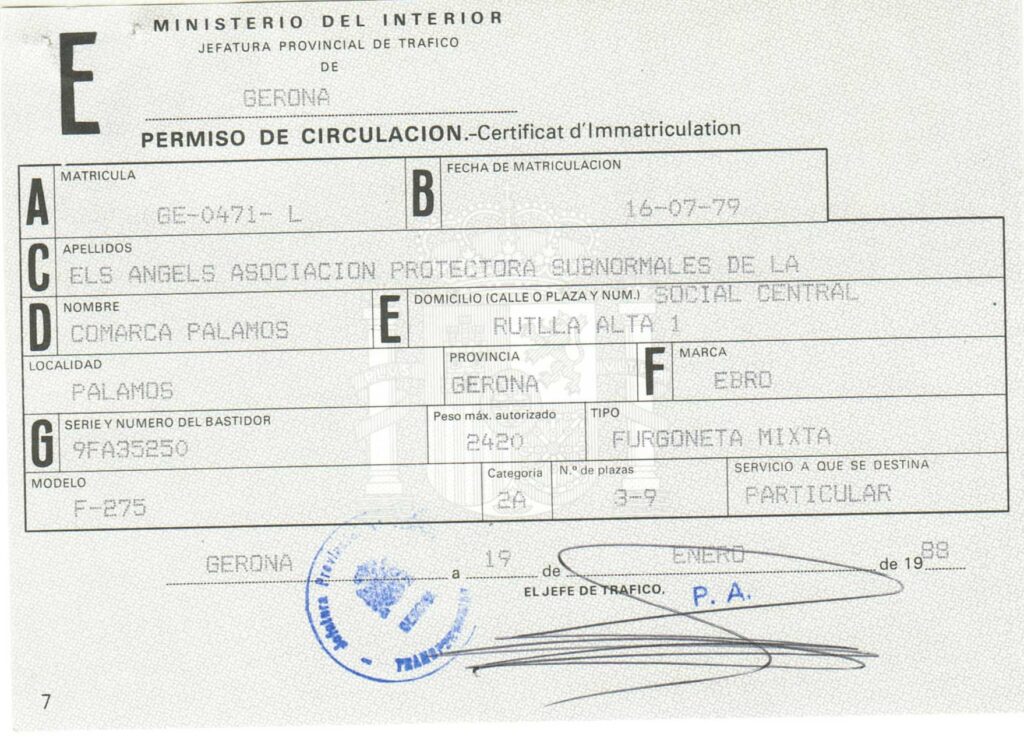 E
MINISTERIO DEL INTERIOR
JEFATURA PROVINCIAL DE TRAFICO
DE
GERONA
PERMISO DE CIRCULACION.-Certificat d'Immatriculation
A MATRICULA
GE-0471- L
B FECHA DE MATRICULACION
16-07-79
C APELLIDOS
ELS ANGELS ASOCIACION PROTECTORA SUBNORMALES DE LA
D NOMBRE
COMARCA PALAMOS
E DOMICILIO (CALLE O PLAZA Y NUM.) SOCIAL CENTRAL
RUTLLA ALTA 1
LOCALIDAD
PALAMOS
PROVINCIA
GERONA
F MARCA
EBRO
G SERIE Y NUMERO DEL BASTIDOR
9FA35250
Peso máx. autorizado
2420
TIPO
FURGONETA MIXTA
MODELO
F-275
Categoria
2A
N.º de plazas
3-9
SERVICIO A QUE SE DESTINA
PARTICULAR
GERONA a 19 de ENERO de 1988
EL JEFE DE TRAFICO,
P. A.
Jefatura Provincial
GERONA
7